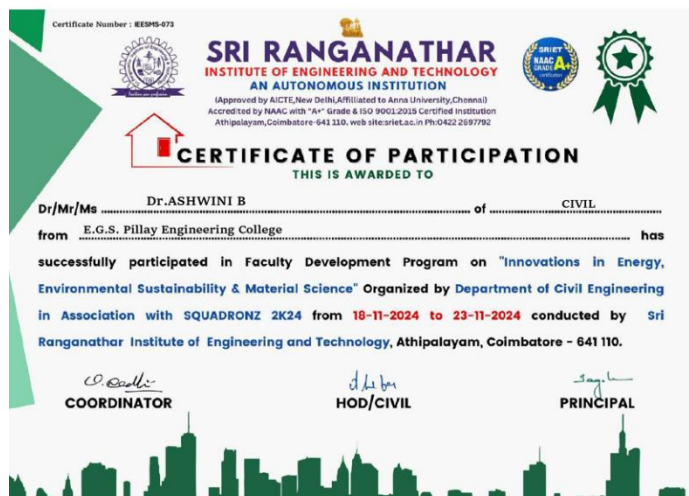 Certificate Number : IEESMS-073
SRI RANGANATHAR
INSTITUTE OF ENGINEERING AND TECHNOLOGY
AN AUTONOMOUS INSTITUTION
(Approved by AICTE,New Delhi,Affilliated to Anna University,Chennai)
Accredited by NAAC with "A+" Grade & ISO 9001:2015 Certified Institution
Athipalayam,Coimbatore-641 110. web site:sriet.ac.in Ph:0422 2697792
SRIET
NAAC
GRADE A+
certification
CERTIFICATE OF PARTICIPATION
THIS IS AWARDED TO
Dr/Mr/Ms Dr.ASHWINI B of CIVIL
from E.G.S. Pillay Engineering College has
successfully participated in Faculty Development Program on "Innovations in Energy,
Environmental Sustainability & Material Science" Organized by Department of Civil Engineering
in Association with SQUADRONZ 2K24 from 18-11-2024 to 23-11-2024 conducted by Sri
Ranganathar Institute of Engineering and Technology, Athipalayam, Coimbatore - 641 110.
COORDINATOR
HOD/CIVIL
PRINCIPAL